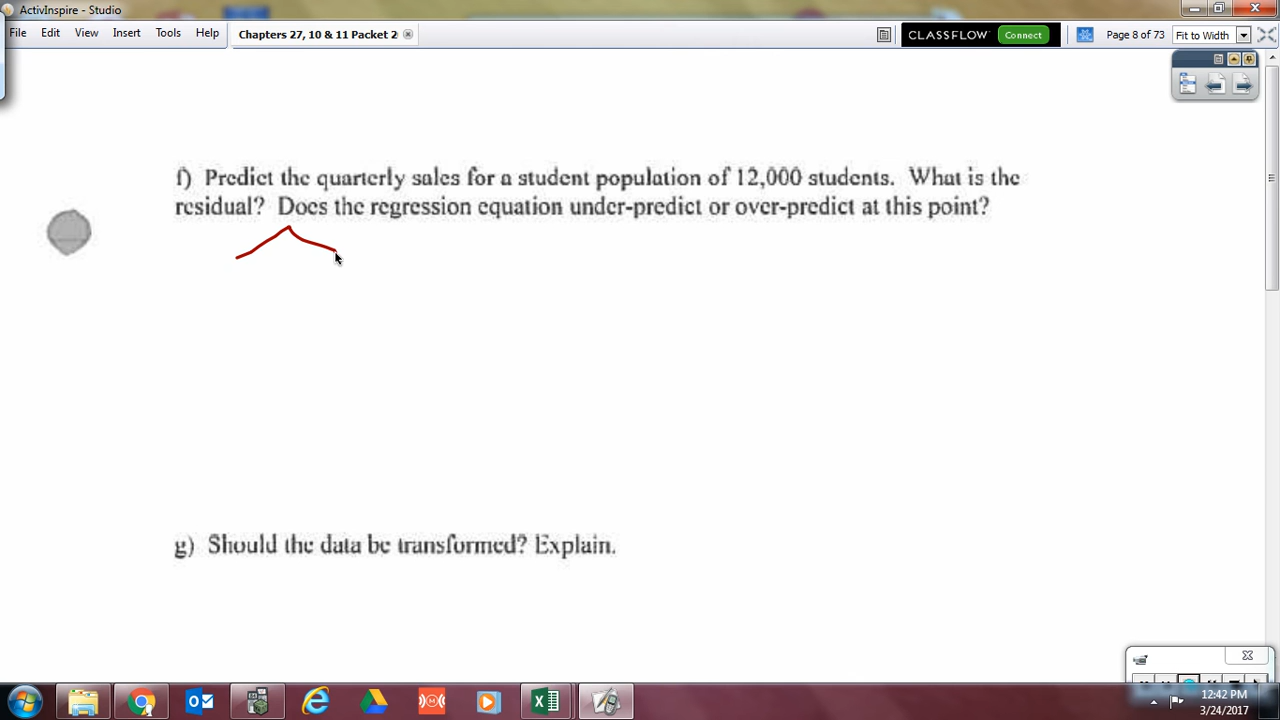 ActivInspire - Studio
File Edit View Insert Tools Help Chapters 27, 10 & 11 Packet 2 CLASSFLOW Connect Page 8 of 73 Fit to Width
f) Predict the quarterly sales for a student population of 12,000 students. What is the
residual? Does the regression equation under-predict or over-predict at this point?
g) Should the data be transformed? Explain.
12:42 PM
3/24/2017